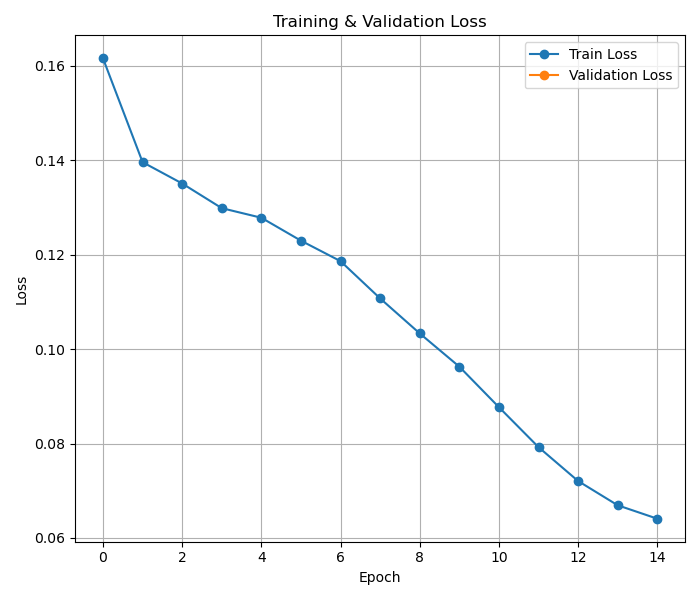 Training & Validation Loss
Train Loss
Validation Loss
0.16
0.14
0.12
0.10
0.08
0.06
Loss
0 2 4 6 8 10 12 14
Epoch